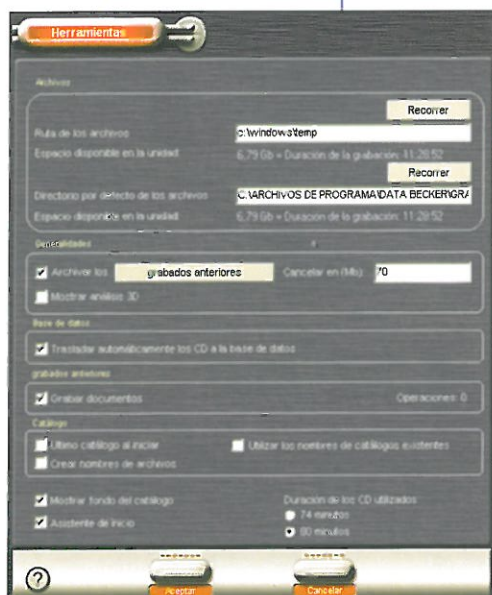 Herramientas
Archivos
Recorrer
Ruta de los archivos c:\windows\temp
Espacio disponible en la unidad 6,79 Gb = Duración de la grabación: 11:28:52
Recorrer
Directorio por defecto de los archivos C:\ARCHIVOS DE PROGRAMA\DATA BECKER\GRA
Espacio disponible en la unidad 6,79 Gb = Duración de la grabación: 11:28:52
Generalidades
Archivar los grabados anteriores Cancelar en (Mb) 70
Mostrar análisis 3D
Base de datos
Trasladar automáticamente los CD a la base de datos
grabados anteriores
Grabar documentos Operaciones: 0
Catálogo
Último catálogo al iniciar Utilizar los nombres de catálogos existentes
Crear nombres de archivos
Mostrar fondo del catálogo Duración de los CD utilizados
74 minutos
Asistente de inicio
80 minutos
?
Aceptar Cancelar